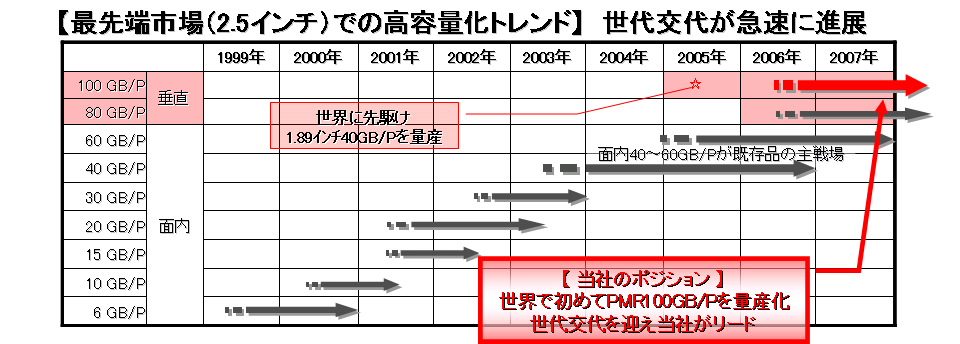 【最先端市場（2.5インチ）での高容量化トレンド】　世代交代が急速に進展
1999年 2000年 2001年 2002年 2003年 2004年 2005年 2006年 2007年
100 GB/P
垂直
80 GB/P
世界に先駆け
1.89インチ40GB/Pを量産
60 GB/P
面内40～60GB/Pが既存品の主戦場
40 GB/P
30 GB/P
20 GB/P
面内
15 GB/P
10 GB/P
6 GB/P
【 当社のポジション 】
世界で初めてPMR100GB/Pを量産化
世代交代を迎え当社がリード